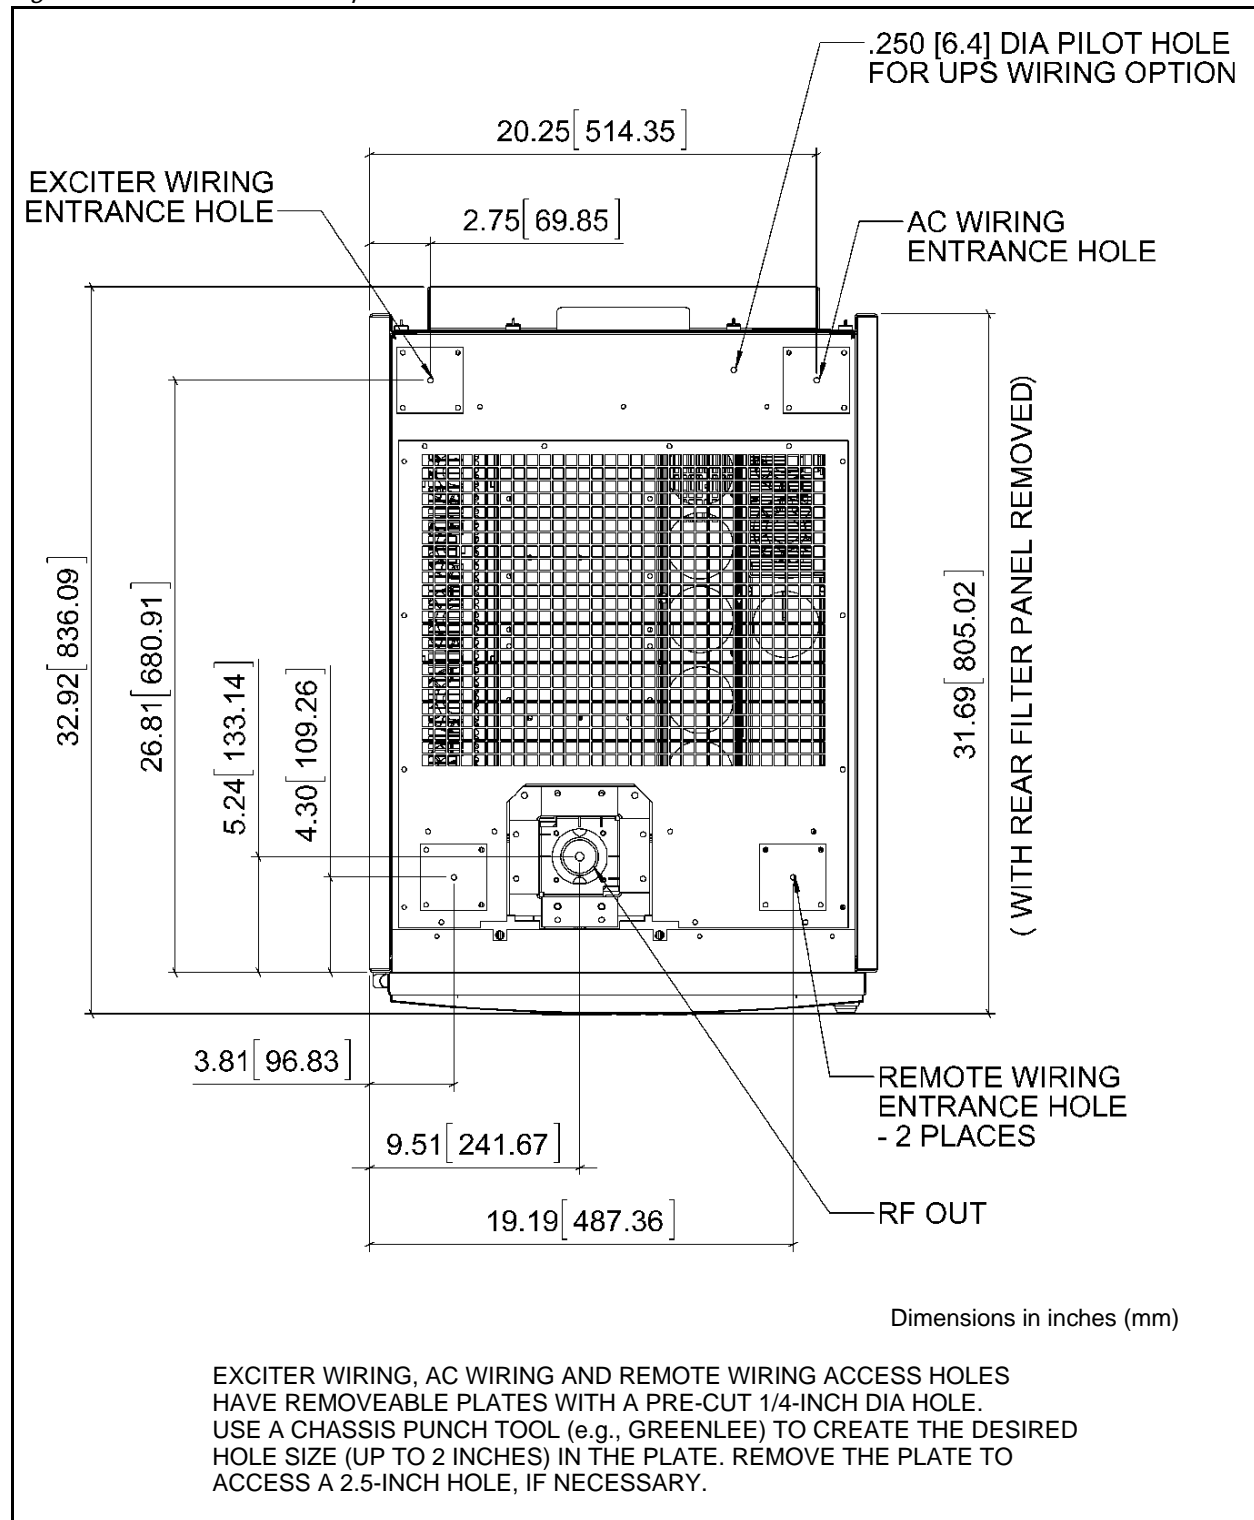 .250 [6.4] DIA PILOT HOLE
FOR UPS WIRING OPTION
20.25[514.35]
EXCITER WIRING
ENTRANCE HOLE
2.75[69.85]
AC WIRING
ENTRANCE HOLE
32.92[836.09]
26.81[680.91]
5.24[133.14]
4.30[109.26]
31.69[805.02]
( WITH REAR FILTER PANEL REMOVED)
3.81[96.83]
REMOTE WIRING
ENTRANCE HOLE
- 2 PLACES
9.51[241.67]
RF OUT
19.19[487.36]
Dimensions in inches (mm)
EXCITER WIRING, AC WIRING AND REMOTE WIRING ACCESS HOLES
HAVE REMOVEABLE PLATES WITH A PRE-CUT 1/4-INCH DIA HOLE.
USE A CHASSIS PUNCH TOOL (e.g., GREENLEE) TO CREATE THE DESIRED
HOLE SIZE (UP TO 2 INCHES) IN THE PLATE. REMOVE THE PLATE TO
ACCESS A 2.5-INCH HOLE, IF NECESSARY.